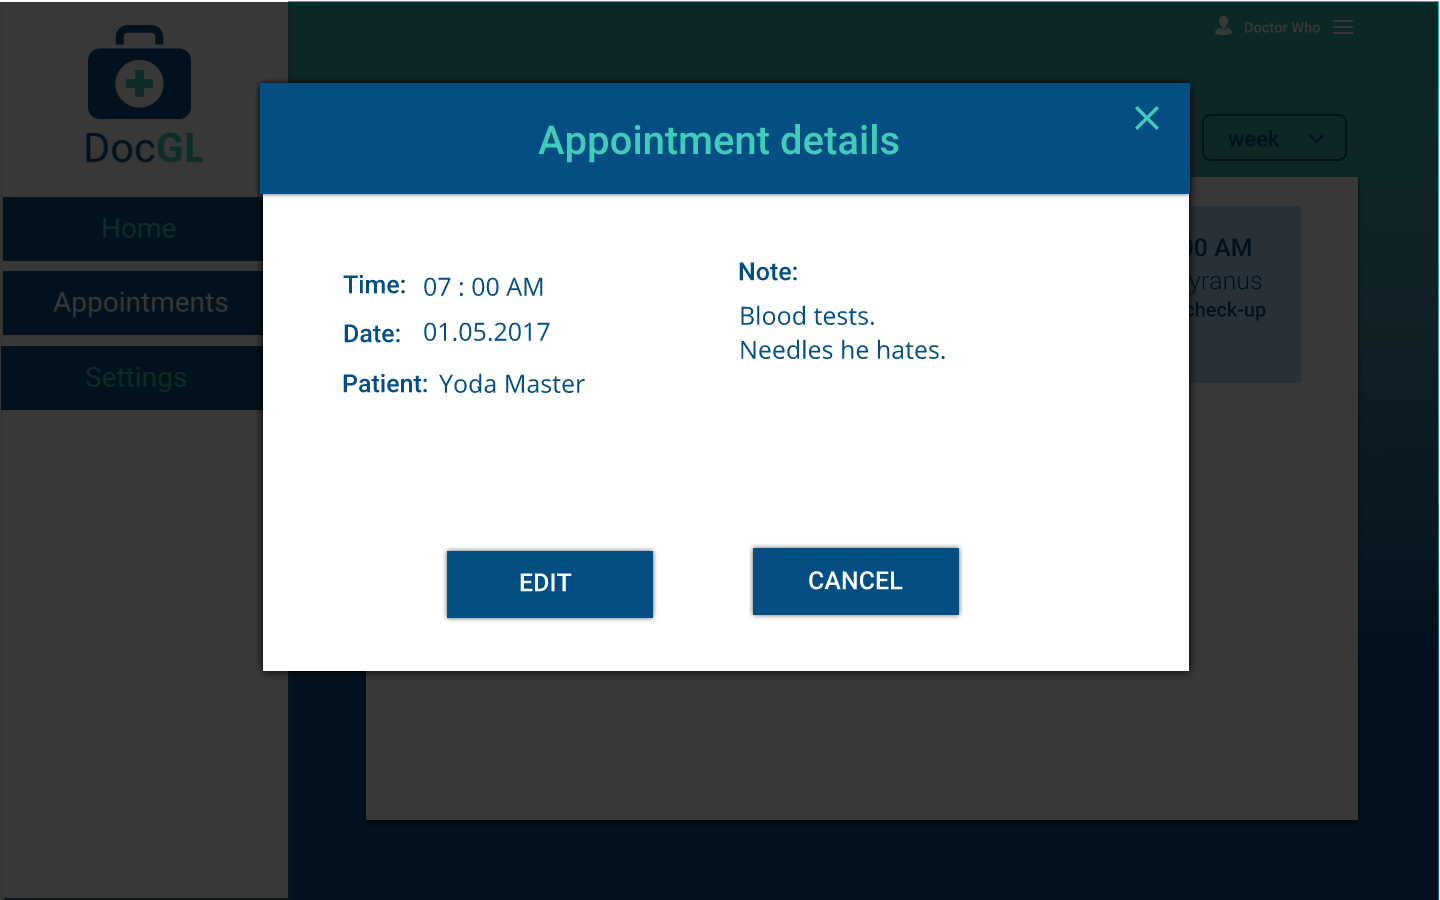 Doctor Who
DocGL
week
Home
Appointments
Settings
Appointment details
Time: 07 : 00 AM
Date: 01.05.2017
Patient: Yoda Master
Note:
Blood tests.
Needles he hates.
EDIT
CANCEL
00 AM
yranus
check-up